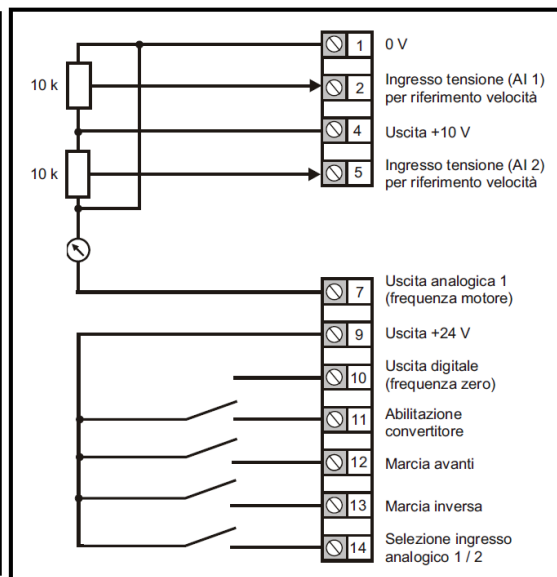 1 0 V
10 k
2 Ingresso tensione (AI 1)
per riferimento velocità
4 Uscita +10 V
10 k
5 Ingresso tensione (AI 2)
per riferimento velocità
7 Uscita analogica 1
(frequenza motore)
9 Uscita +24 V
10 Uscita digitale
(frequenza zero)
11 Abilitazione
convertitore
12 Marcia avanti
13 Marcia inversa
14 Selezione ingresso
analogico 1 / 2